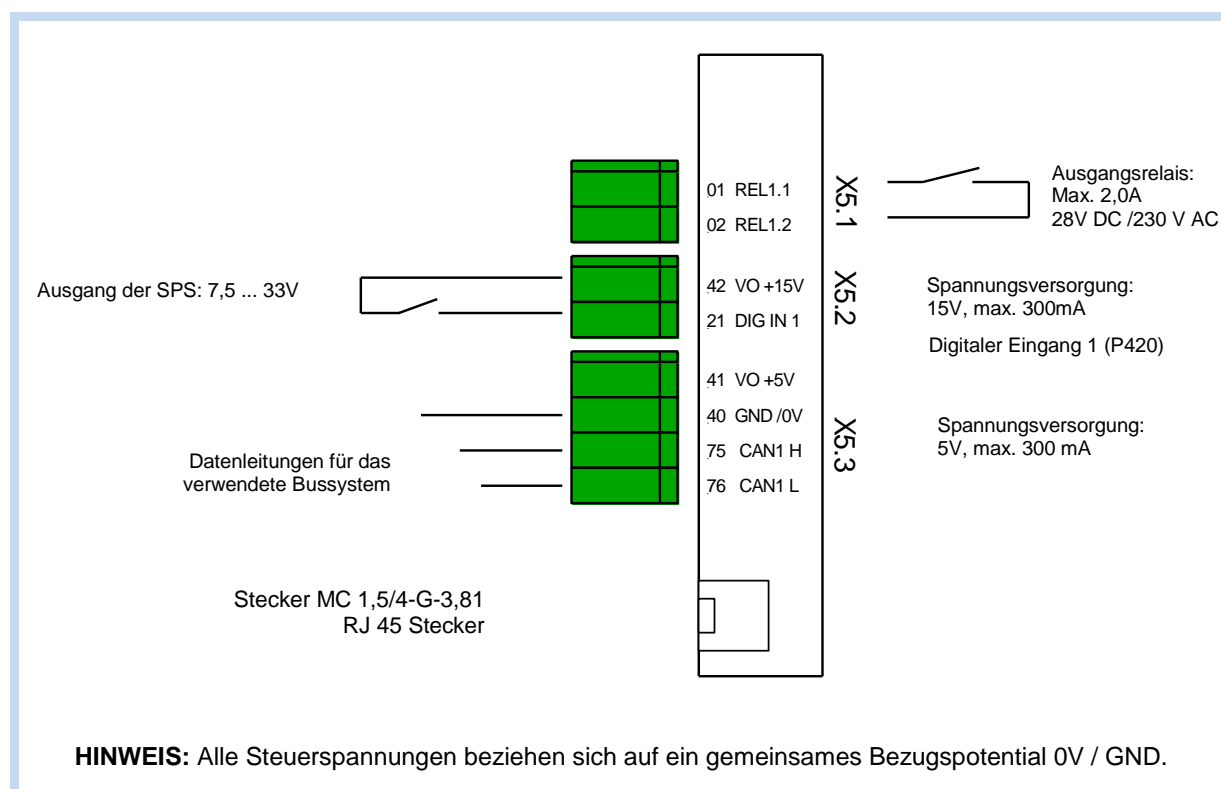 01 REL1.1
02 REL1.2
X5.1
Ausgangsrelais:
Max. 2,0A
28V DC /230 V AC
Ausgang der SPS: 7,5 ... 33V
42 VO +15V
21 DIG IN 1
X5.2
Spannungsversorgung:
15V, max. 300mA
Digitaler Eingang 1 (P420)
41 VO +5V
40 GND /0V
75 CAN1 H
76 CAN1 L
X5.3
Spannungsversorgung:
5V, max. 300 mA
Datenleitungen für das
verwendete Bussystem
Stecker MC 1,5/4-G-3,81
RJ 45 Stecker
HINWEIS: Alle Steuerspannungen beziehen sich auf ein gemeinsames Bezugspotential 0V / GND.